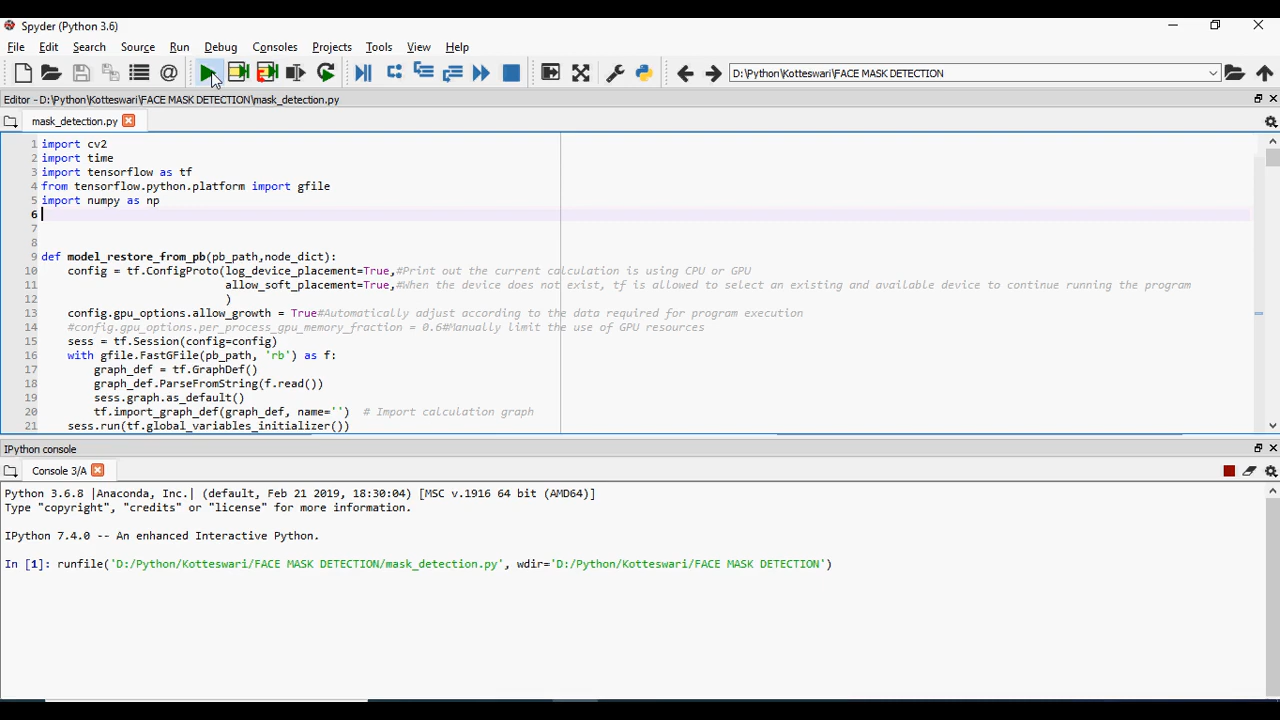 Spyder (Python 3.6)
File Edit Search Source Run Debug Consoles Projects Tools View Help
D:\Python\Kotteswari\FACE MASK DETECTION
Editor - D:\Python\Kotteswari\FACE MASK DETECTION\mask_detection.py
mask_detection.py
1 import cv2
2 import time
3 import tensorflow as tf
4 from tensorflow.python.platform import gfile
5 import numpy as np
6
7
8
9 def model_restore_from_pb(pb_path,node_dict):
10     config = tf.ConfigProto(log_device_placement=True,#Print out the current calculation is using CPU or GPU
11                             allow_soft_placement=True,#When the device does not exist, tf is allowed to select an existing and available device to continue running the program
12                             )
13     config.gpu_options.allow_growth = True#Automatically adjust according to the data required for program execution
14     #config.gpu_options.per_process_gpu_memory_fraction = 0.6#Manually limit the use of GPU resources
15     sess = tf.Session(config=config)
16     with gfile.FastGFile(pb_path, 'rb') as f:
17         graph_def = tf.GraphDef()
18         graph_def.ParseFromString(f.read())
19         sess.graph.as_default()
20         tf.import_graph_def(graph_def, name='')  # Import calculation graph
21     sess.run(tf.global_variables_initializer())
IPython console
Console 3/A
Python 3.6.8 |Anaconda, Inc.| (default, Feb 21 2019, 18:30:04) [MSC v.1916 64 bit (AMD64)]
Type "copyright", "credits" or "license" for more information.
IPython 7.4.0 -- An enhanced Interactive Python.
In [1]: runfile('D:/Python/Kotteswari/FACE MASK DETECTION/mask_detection.py', wdir='D:/Python/Kotteswari/FACE MASK DETECTION')